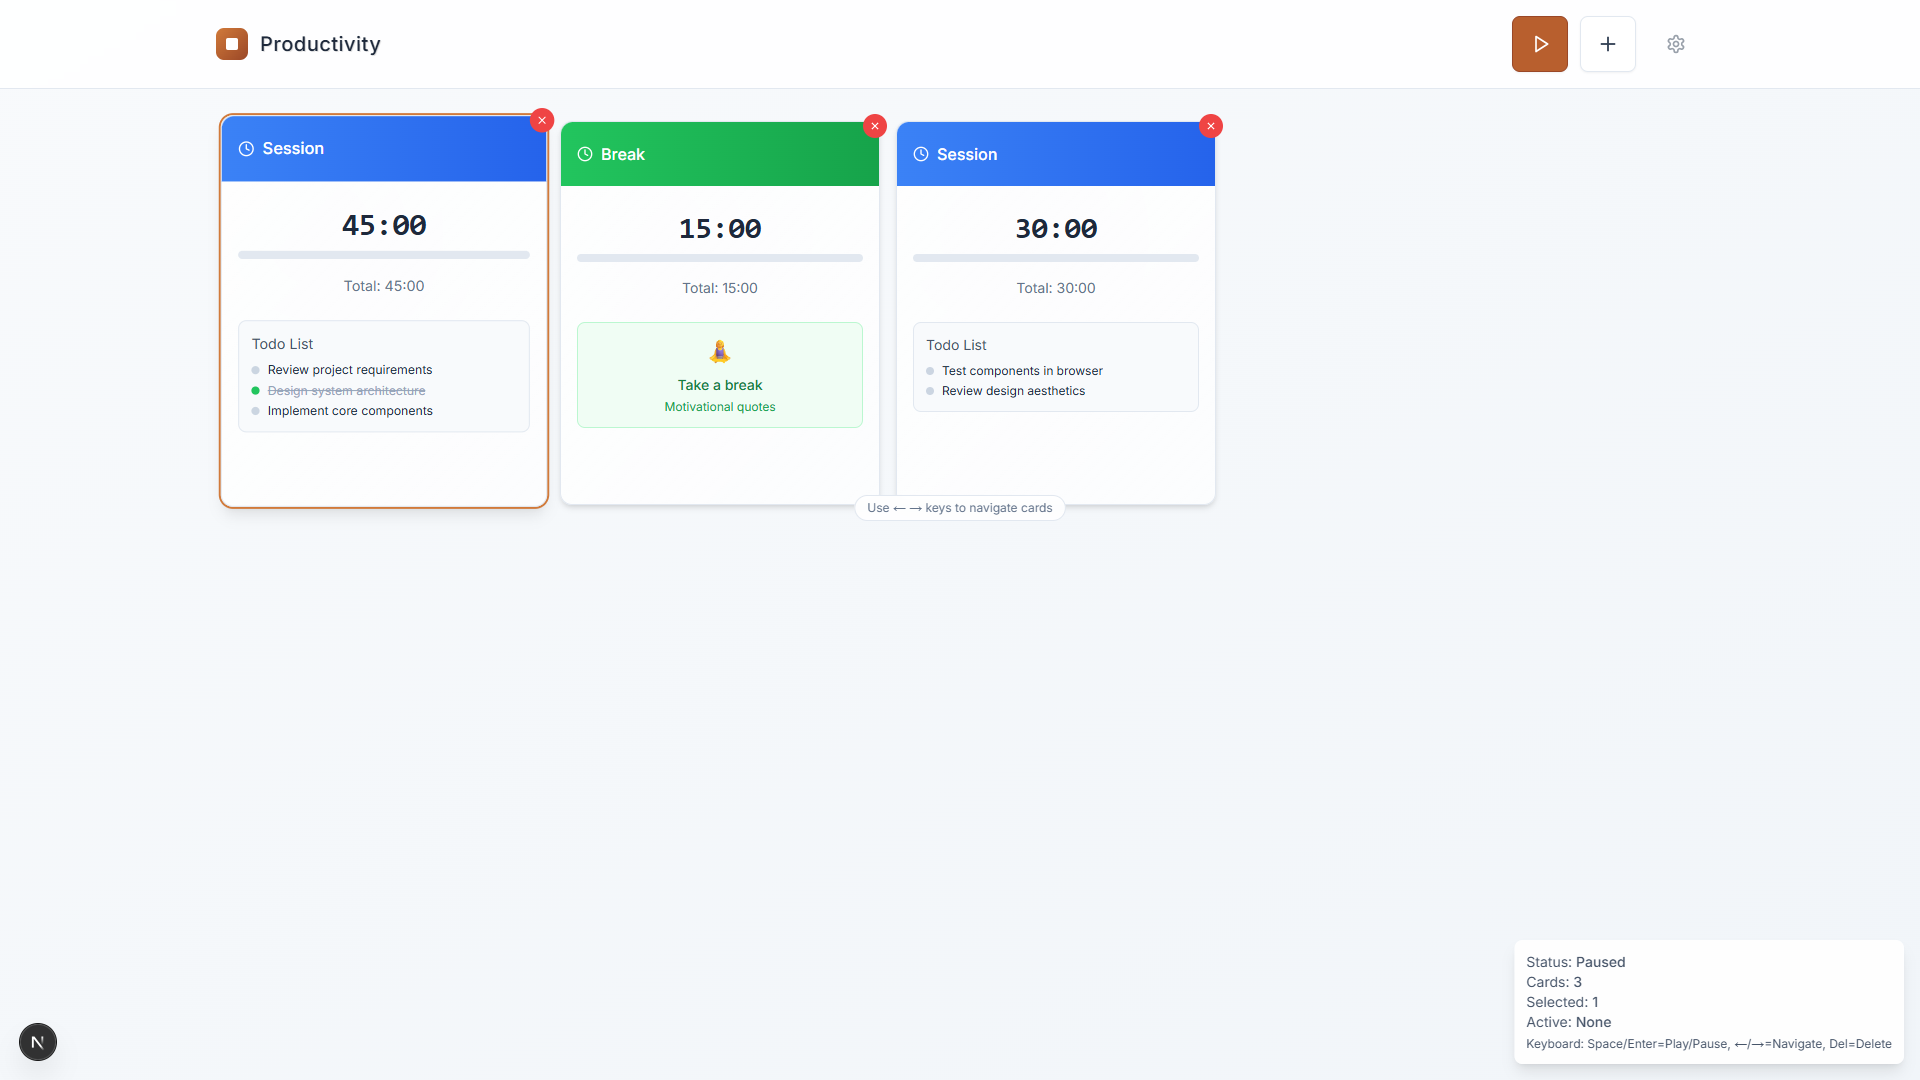 Productivity
Session
45:00
Total: 45:00
Todo List
Review project requirements
Design system architecture
Implement core components
Break
15:00
Total: 15:00
Take a break
Motivational quotes
Session
30:00
Total: 30:00
Todo List
Test components in browser
Review design aesthetics
Use ←→ keys to navigate cards
Status: Paused
Cards: 3
Selected: 1
Active: None
Keyboard: Space/Enter=Play/Pause, ←/→=Navigate, Del=Delete
N